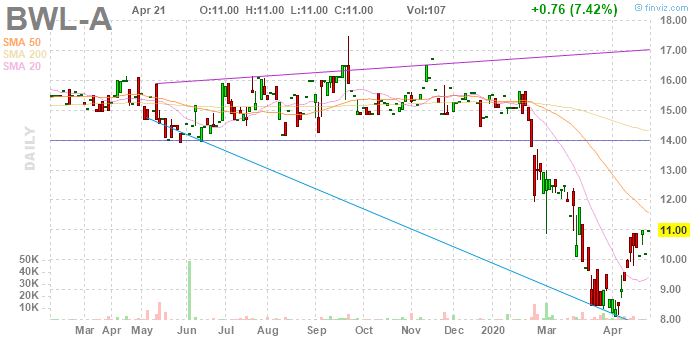 BWL-A
Apr 21 O:11.00 H:11.00 L:11.00 C:11.00 Vol:107 +0.76 (7.42%)
© finviz.com
SMA 50
SMA 200
SMA 20
DAILY
18.00
17.00
16.00
15.00
14.00
13.00
12.00
11.00
10.00
9.00
8.00
50K
40K
30K
20K
10K
Mar Apr May Jun Jul Aug Sep Oct Nov Dec 2020 Mar Apr